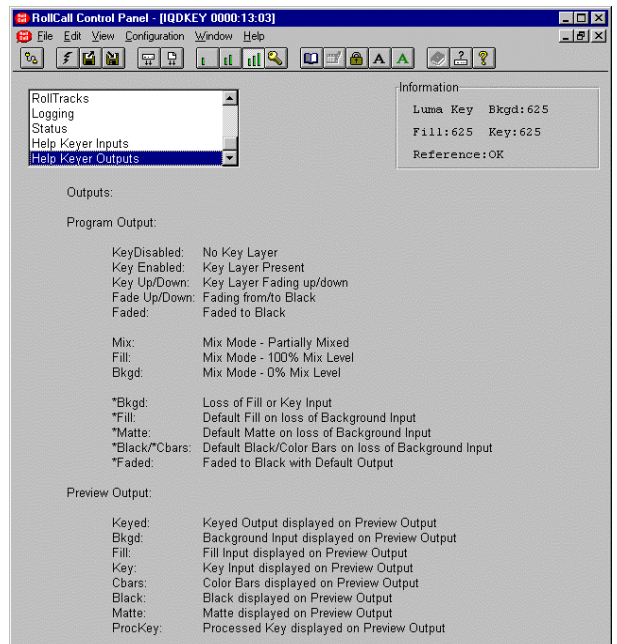 RollCall Control Panel - [IQDKEY 0000:13:03]
File Edit View Configuration Window Help
A A
RollTracks
Logging
Status
Help Keyer Inputs
Help Keyer Outputs
Information
Luma Key Bkgd:625
Fill:625 Key:625
Reference:OK
Outputs:
Program Output:
KeyDisabled: No Key Layer
Key Enabled: Key Layer Present
Key Up/Down: Key Layer Fading up/down
Fade Up/Down: Fading from/to Black
Faded: Faded to Black
Mix: Mix Mode - Partially Mixed
Fill: Mix Mode - 100% Mix Level
Bkgd: Mix Mode - 0% Mix Level
*Bkgd: Loss of Fill or Key Input
*Fill: Default Fill on loss of Background Input
*Matte: Default Matte on loss of Background Input
*Black/*Cbars: Default Black/Color Bars on loss of Background Input
*Faded: Faded to Black with Default Output
Preview Output:
Keyed: Keyed Output displayed on Preview Output
Bkgd: Background Input displayed on Preview Output
Fill: Fill Input displayed on Preview Output
Key: Key Input displayed on Preview Output
Cbars: Color Bars displayed on Preview Output
Black: Black displayed on Preview Output
Matte: Matte displayed on Preview Output
ProcKey: Processed Key displayed on Preview Output